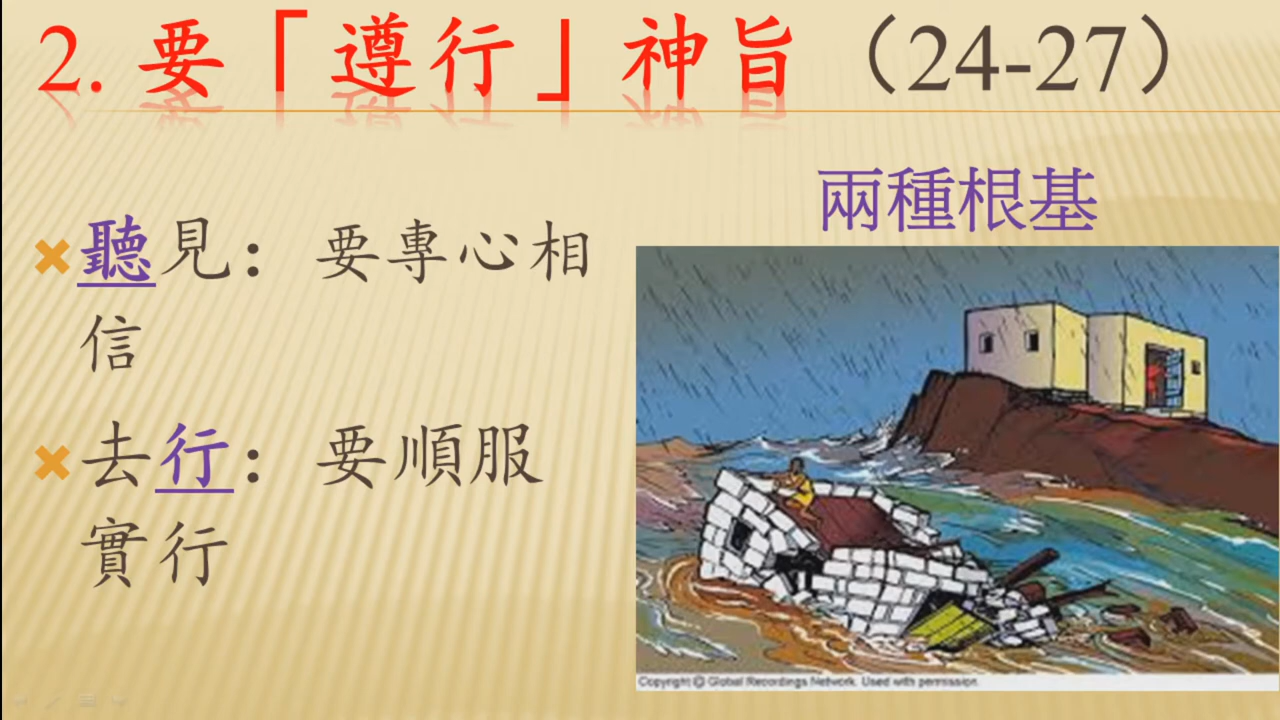 2. 要「遵行」神旨（24-27）
兩種根基
聽見： 要專心相
信
去行： 要順服
實行
Copyright © Global Recordings Network. Used with permission.